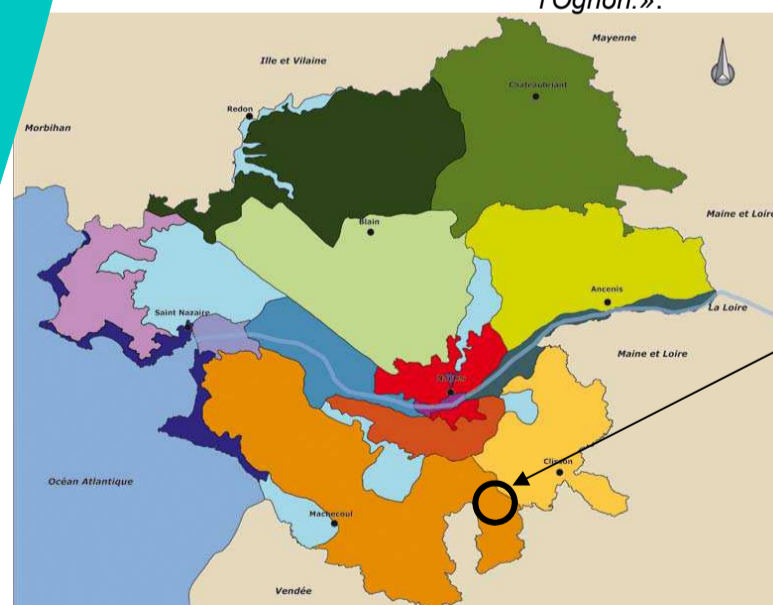 l'Ognon.».
Mayenne
Ille et Vilaine
Chateaubriant
Redon
Morbihan
Maine et Loire
Blain
Ancenis
Saint Nazaire
La Loire
Maine et Loire
Nantes
Clisson
Océan Atlantique
Machecoul
Vendée